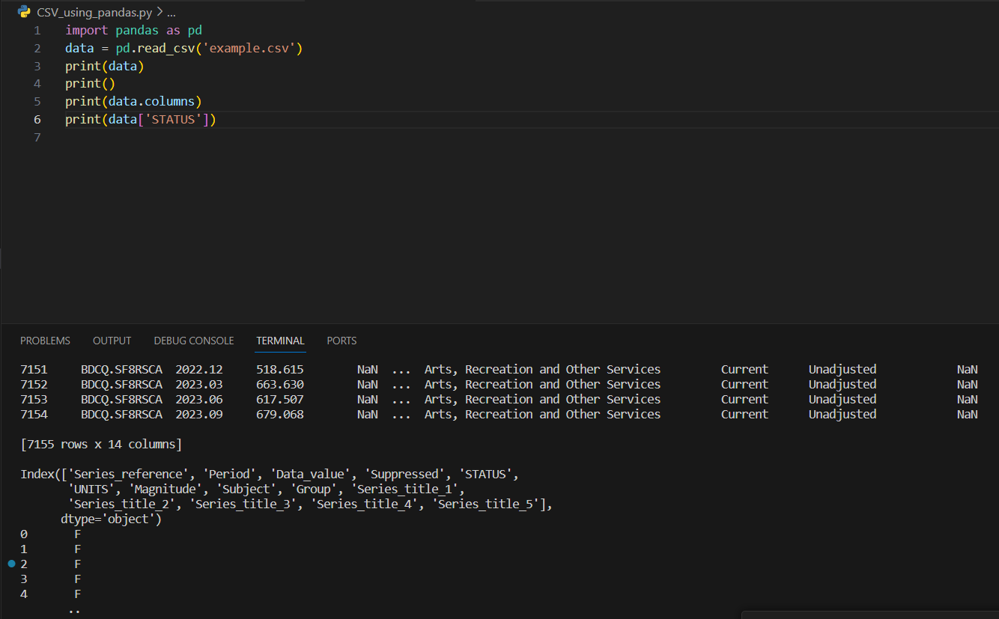 CSV_using_pandas.py > ...
1 import pandas as pd
2 data = pd.read_csv('example.csv')
3 print(data)
4 print()
5 print(data.columns)
6 print(data['STATUS'])
7
PROBLEMS OUTPUT DEBUG CONSOLE TERMINAL PORTS
7151 BDCQ.SF8RSCA 2022.12 518.615 NaN ... Arts, Recreation and Other Services Current Unadjusted NaN
7152 BDCQ.SF8RSCA 2023.03 663.630 NaN ... Arts, Recreation and Other Services Current Unadjusted NaN
7153 BDCQ.SF8RSCA 2023.06 617.507 NaN ... Arts, Recreation and Other Services Current Unadjusted NaN
7154 BDCQ.SF8RSCA 2023.09 679.068 NaN ... Arts, Recreation and Other Services Current Unadjusted NaN
[7155 rows x 14 columns]
Index(['Series_reference', 'Period', 'Data_value', 'Suppressed', 'STATUS',
'UNITS', 'Magnitude', 'Subject', 'Group', 'Series_title_1',
'Series_title_2', 'Series_title_3', 'Series_title_4', 'Series_title_5'],
dtype='object')
0 F
1 F
2 F
3 F
4 F
..